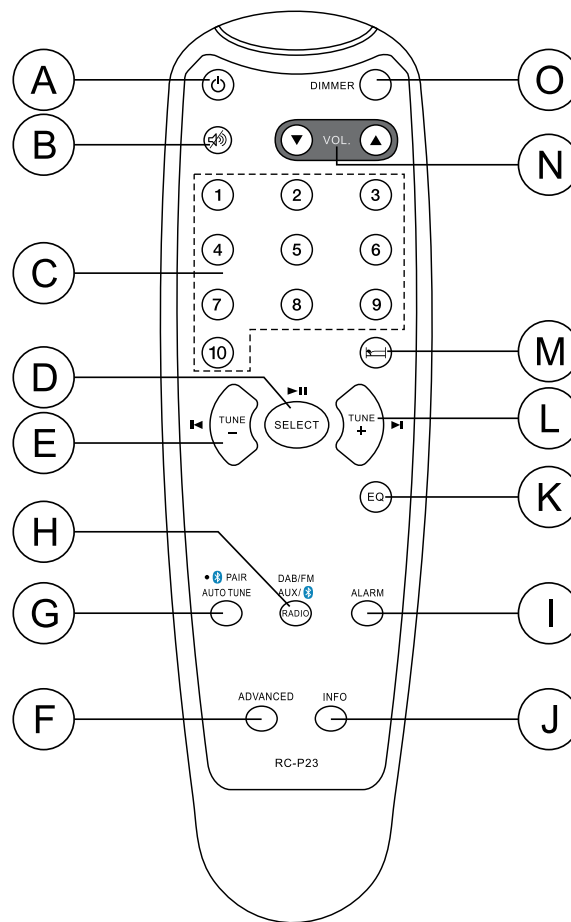 A
DIMMER
O
B
VOL.
N
1 2 3
C
4 5 6
7 8 9
10
M
D
TUNE
–
SELECT
TUNE
+
L
E
EQ
K
H
• PAIR
AUTO TUNE
DAB/FM
AUX/
RADIO
ALARM
G
I
ADVANCED
INFO
F
J
RC-P23